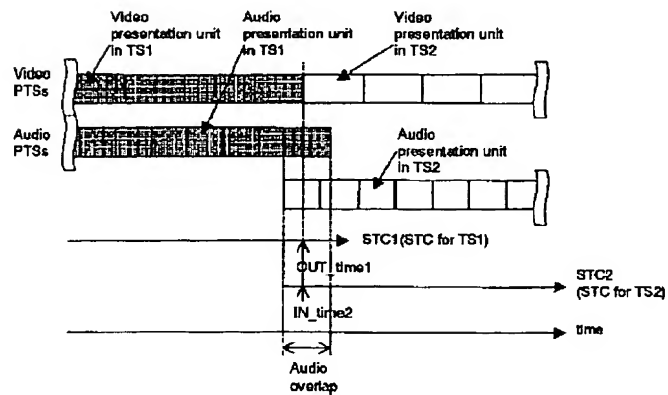 Video
presentation unit
in TS1
Audio
presentation unit
in TS1
Video
presentation unit
in TS2
Video
PTSs
Audio
PTSs
Audio
presentation unit
in TS2
STC1(STC for TS1)
OUT_time1
STC2
(STC for TS2)
IN_time2
time
Audio
overlap